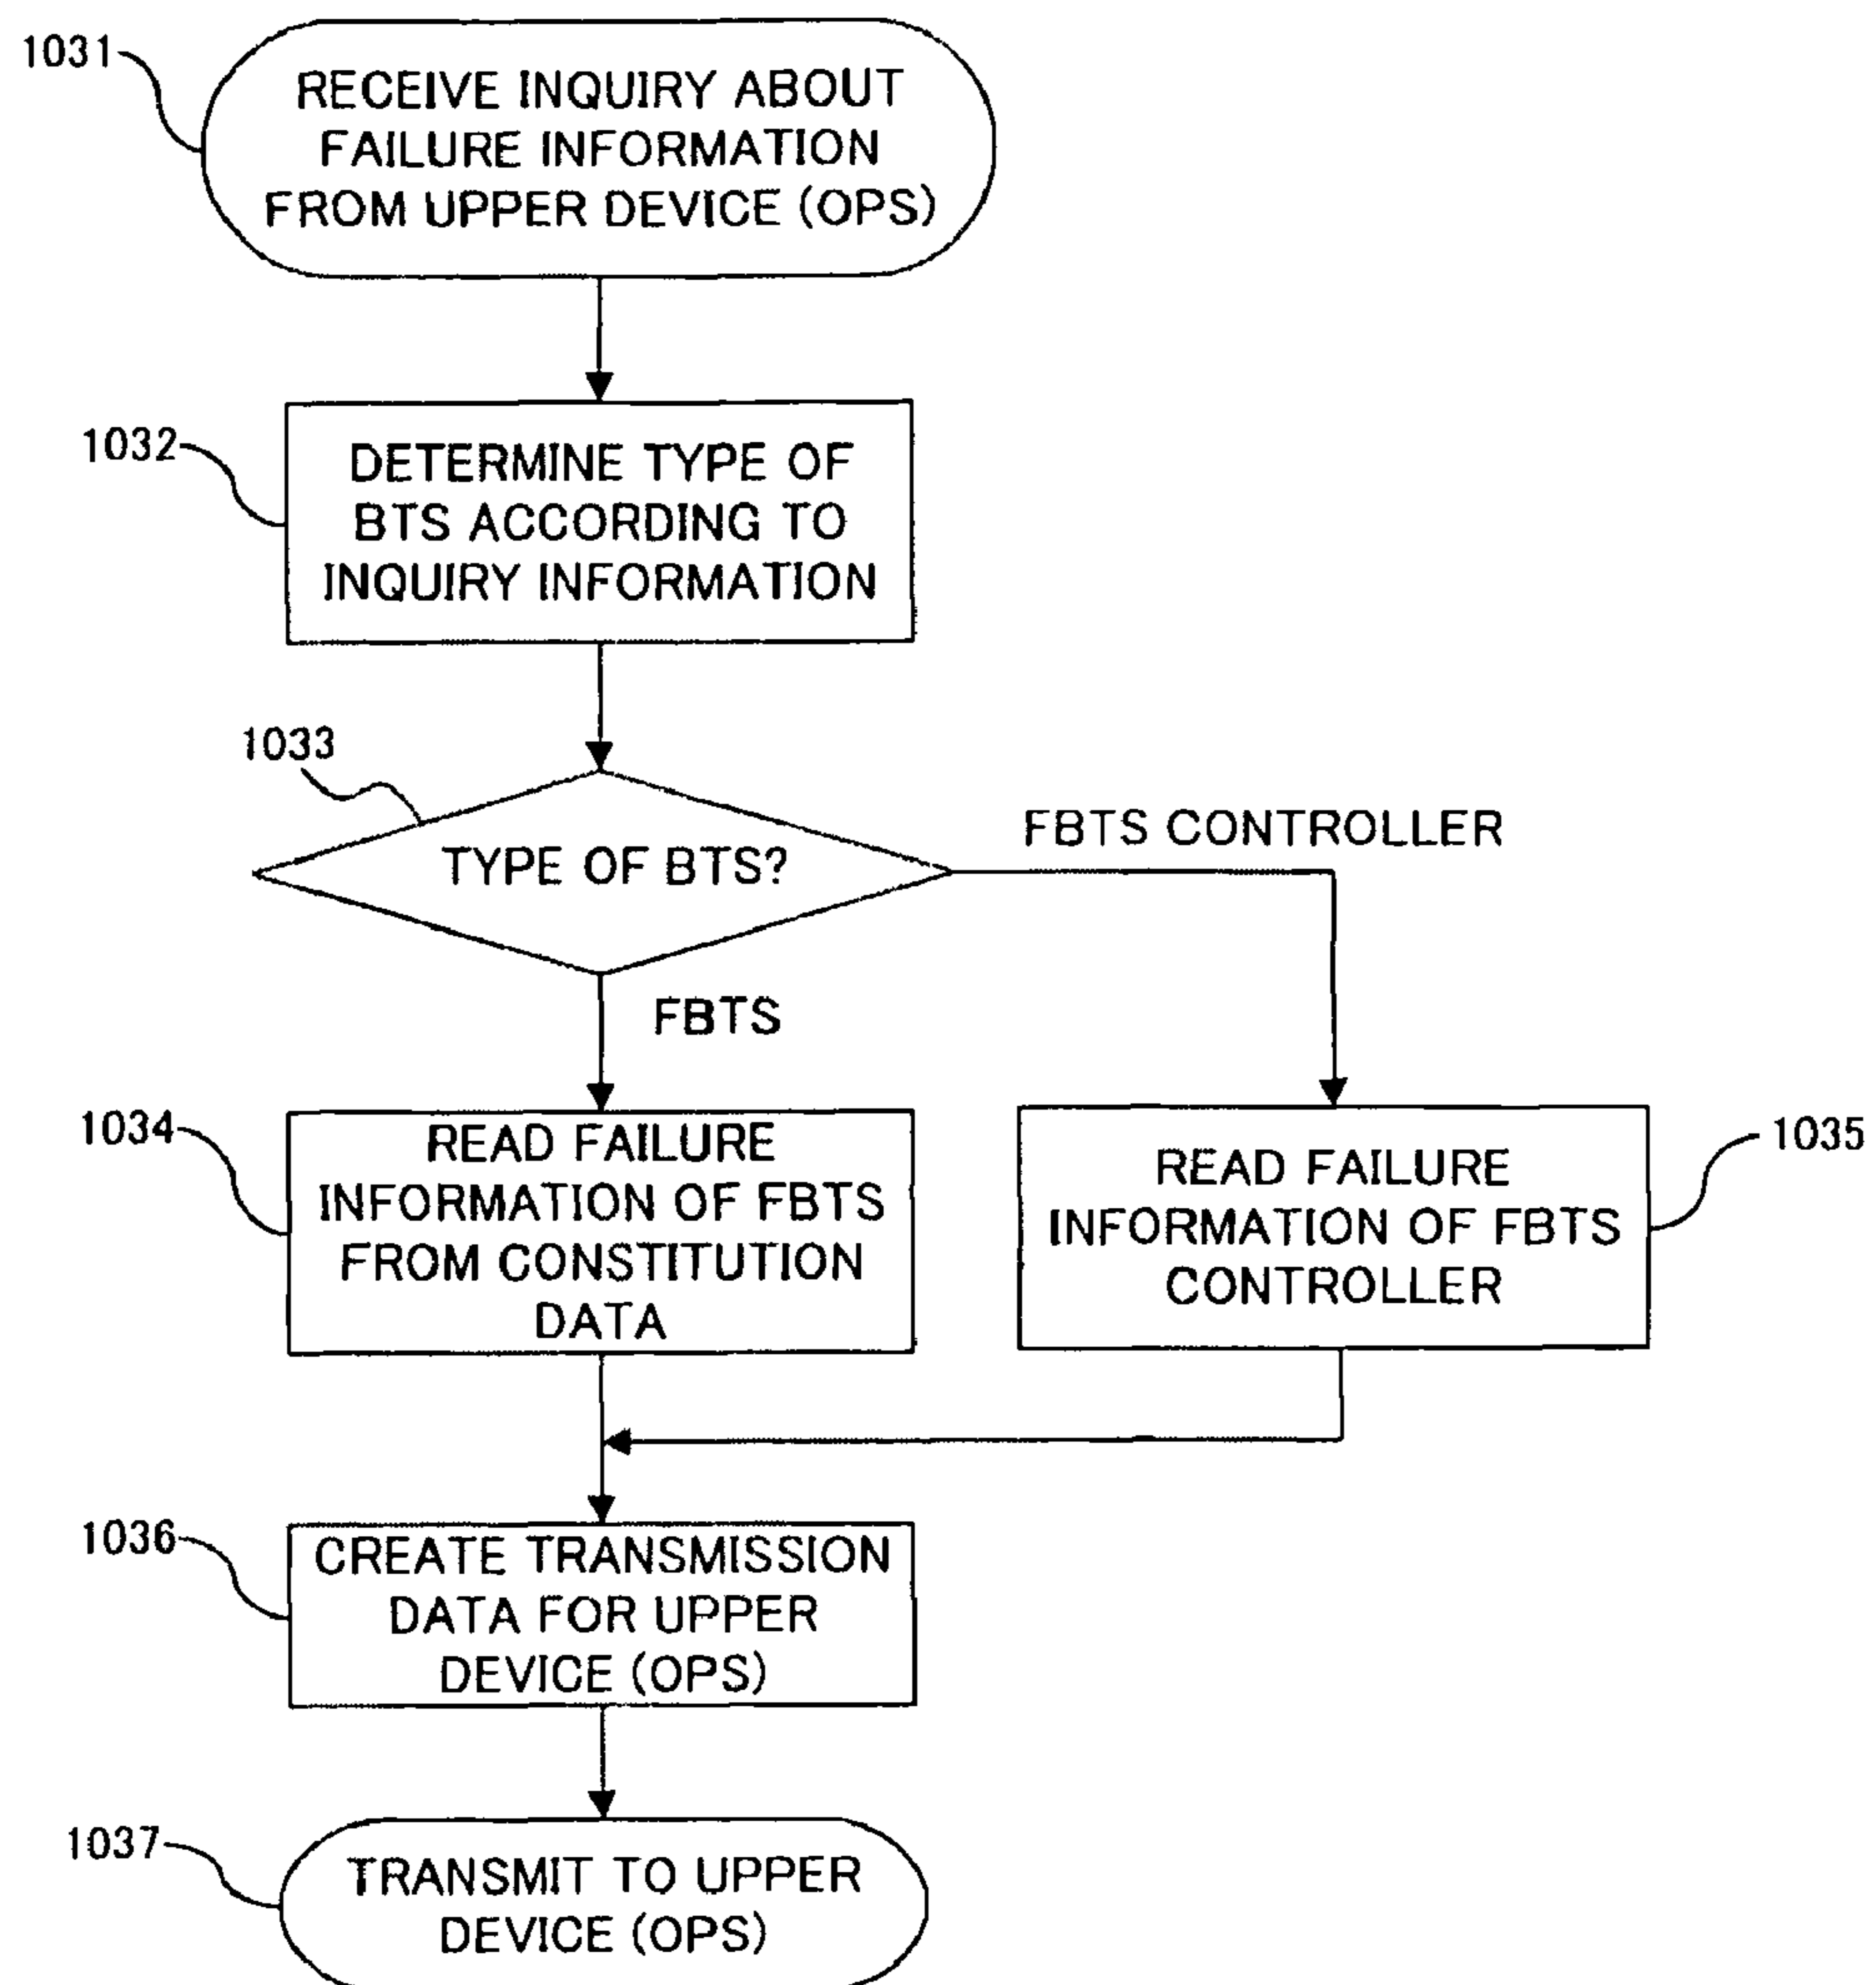 1031
RECEIVE INQUIRY ABOUT
FAILURE INFORMATION
FROM UPPER DEVICE (OPS)
1032
DETERMINE TYPE OF
BTS ACCORDING TO
INQUIRY INFORMATION
1033
TYPE OF BTS?
FBTS CONTROLLER
FBTS
1034
READ FAILURE
INFORMATION OF FBTS
FROM CONSTITUTION
DATA
READ FAILURE
INFORMATION OF FBTS
CONTROLLER
1035
1036
CREATE TRANSMISSION
DATA FOR UPPER
DEVICE (OPS)
1037
TRANSMIT TO UPPER
DEVICE (OPS)